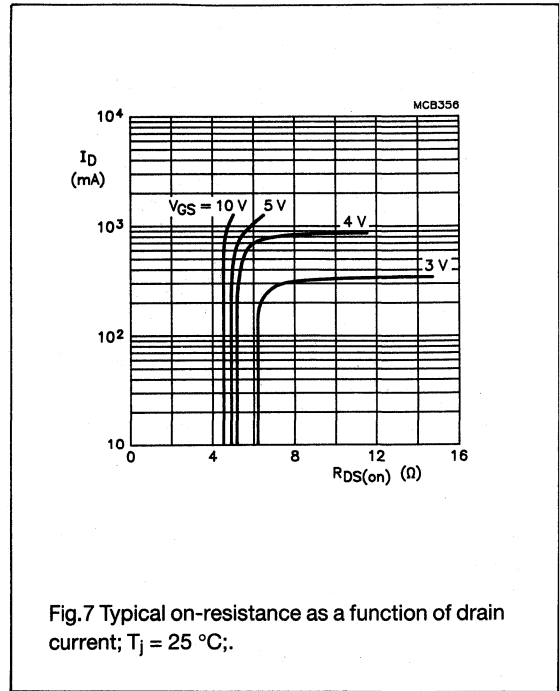 MCB356
10⁴
I_D
(mA)
V_GS = 10 V
5 V
10³
4 V
3 V
10²
10
0
4
8
12
16
R_DS(on) (Ω)
Fig.7 Typical on-resistance as a function of drain
current; T_j = 25 °C;.